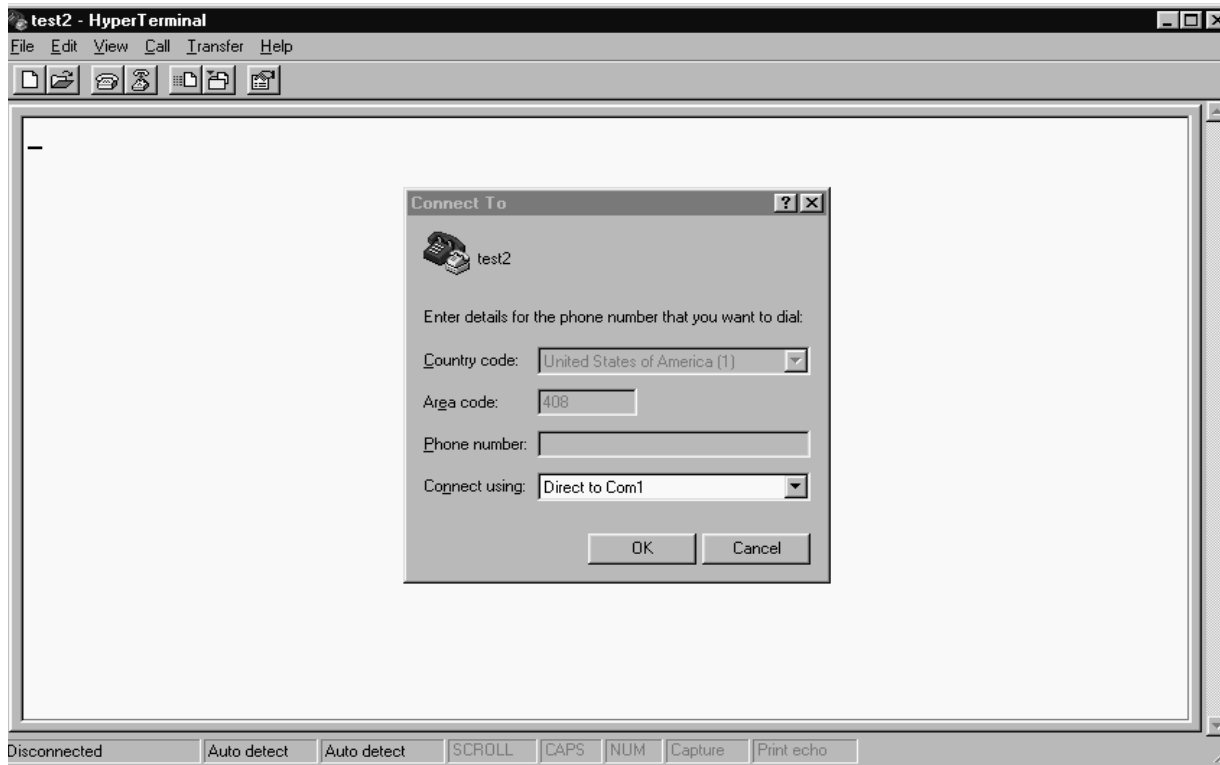 test2 - HyperTerminal
File Edit View Call Transfer Help
Connect To
test2
Enter details for the phone number that you want to dial:
Country code: United States of America (1)
Area code: 408
Phone number:
Connect using: Direct to Com1
OK Cancel
Disconnected Auto detect Auto detect SCROLL CAPS NUM Capture Print echo